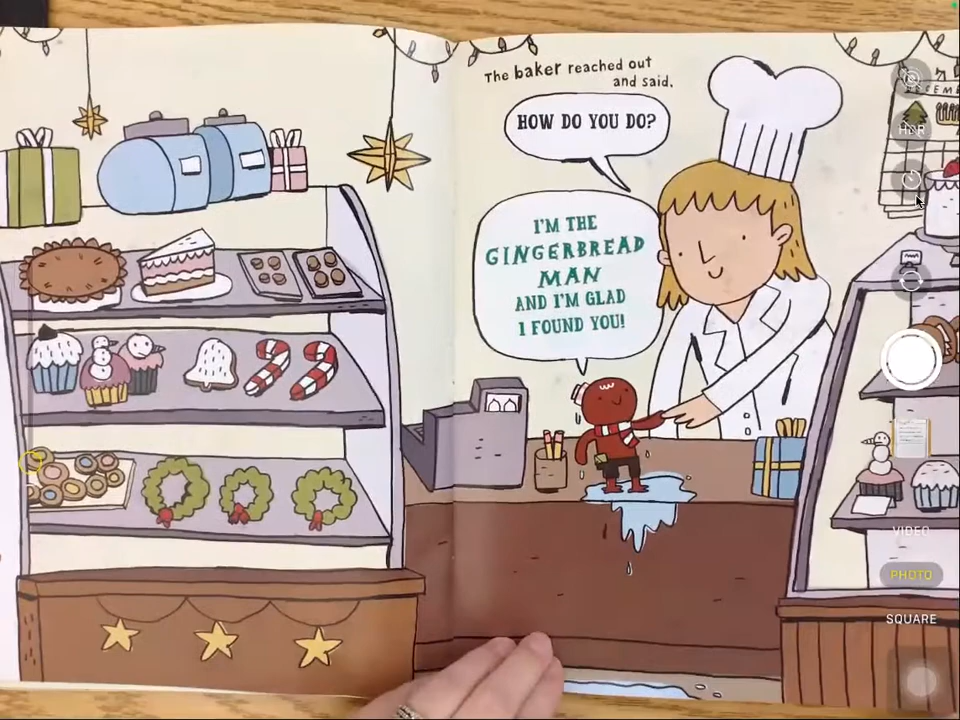 The baker reached out
and said,
HOW DO YOU DO?
I'M THE
GINGERBREAD
MAN
AND I'M GLAD
I FOUND YOU!
HDR
VIDEO
PHOTO
SQUARE